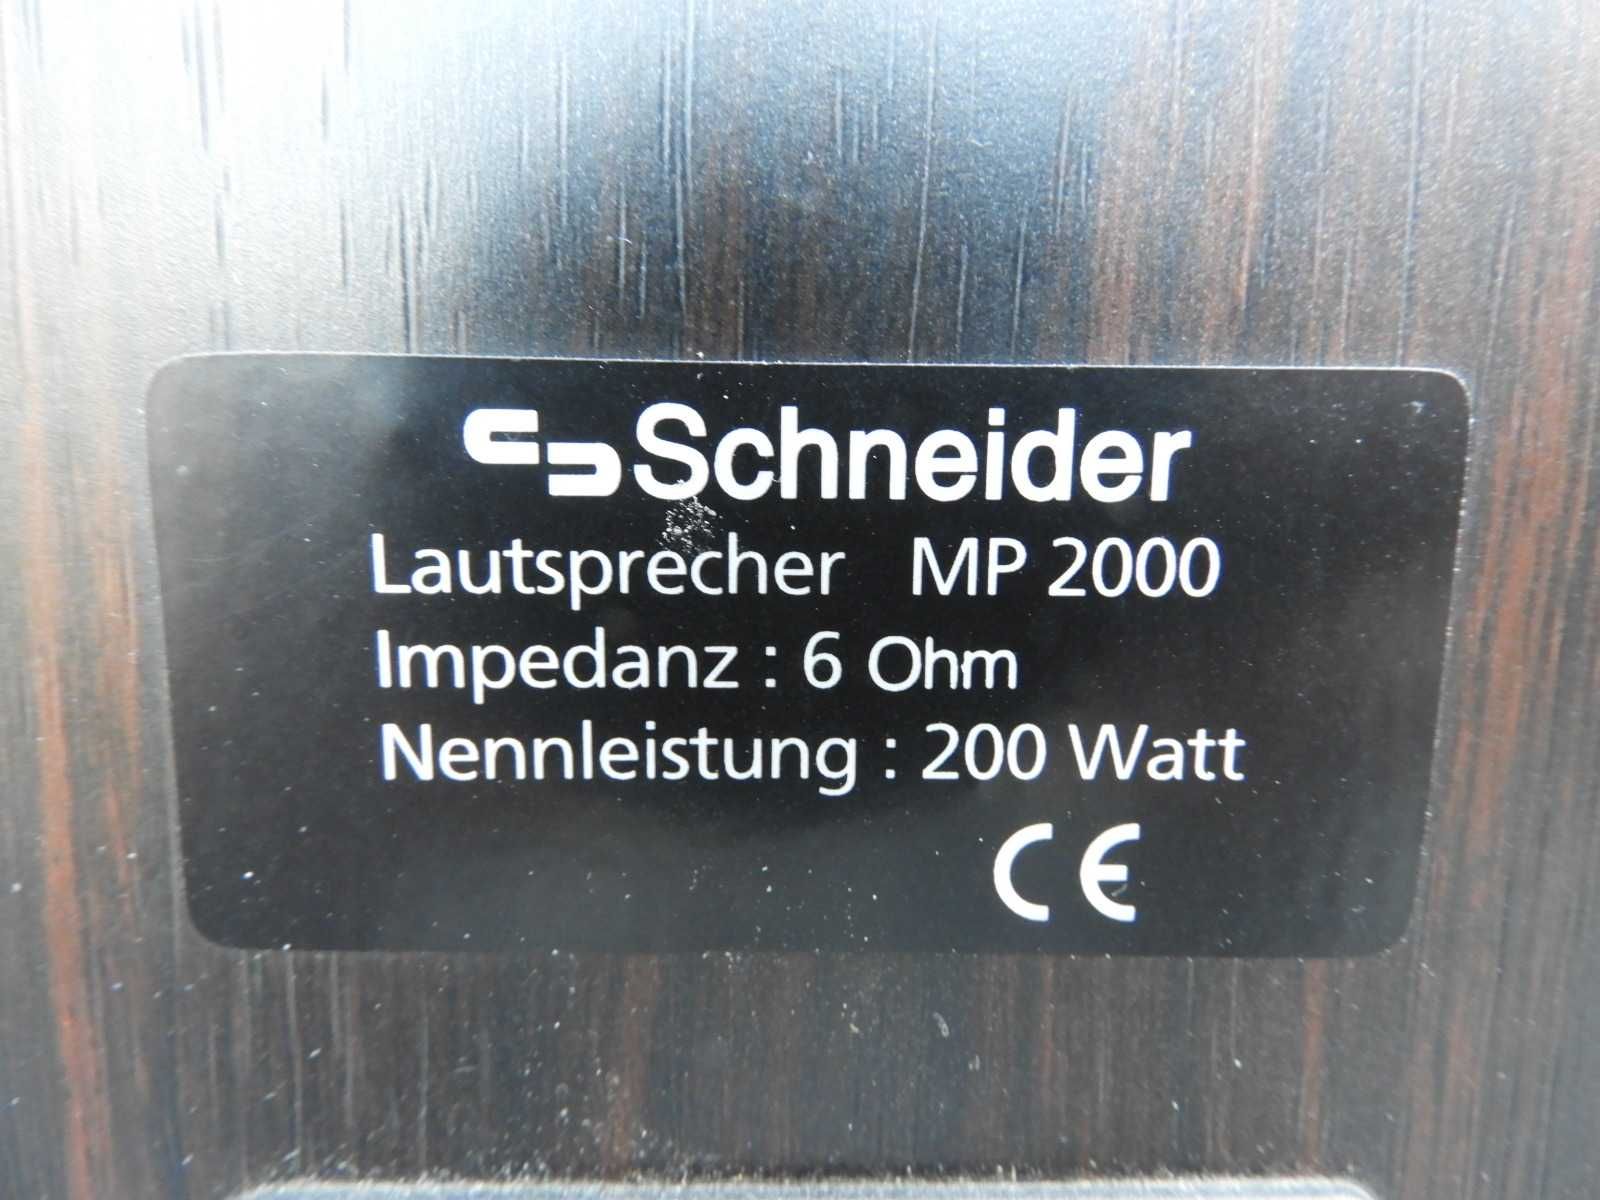 Schneider
Lautsprecher MP 2000
Impedanz : 6 Ohm
Nennleistung : 200 Watt
CE